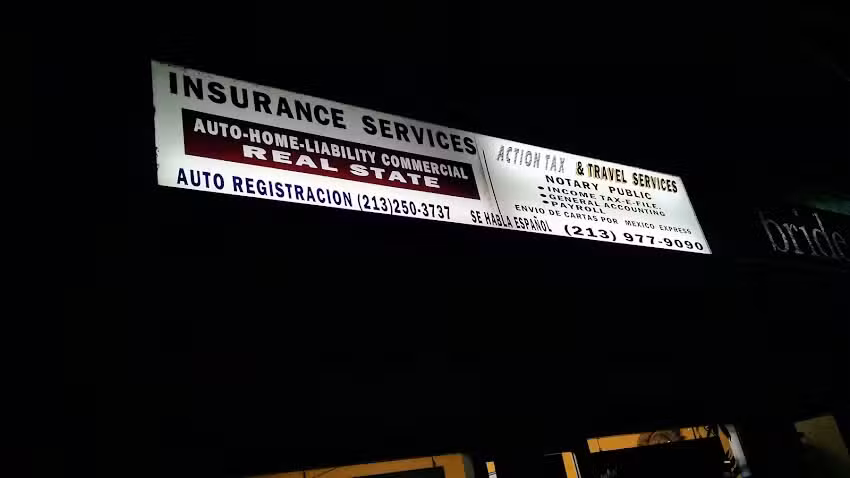 INSURANCE SERVICES
AUTO-HOME-LIABILITY COMMERCIAL
REAL STATE
AUTO REGISTRACION (213)250-3737
SE HABLA ESPAÑOL
ACTION TAX & TRAVEL SERVICES
NOTARY PUBLIC
•INCOME TAX-E-FILE.
•GENERAL ACCOUNTING
•PAYROLL
ENVIO DE CARTAS POR MEXICO EXPRESS
(213) 977-9090
bride